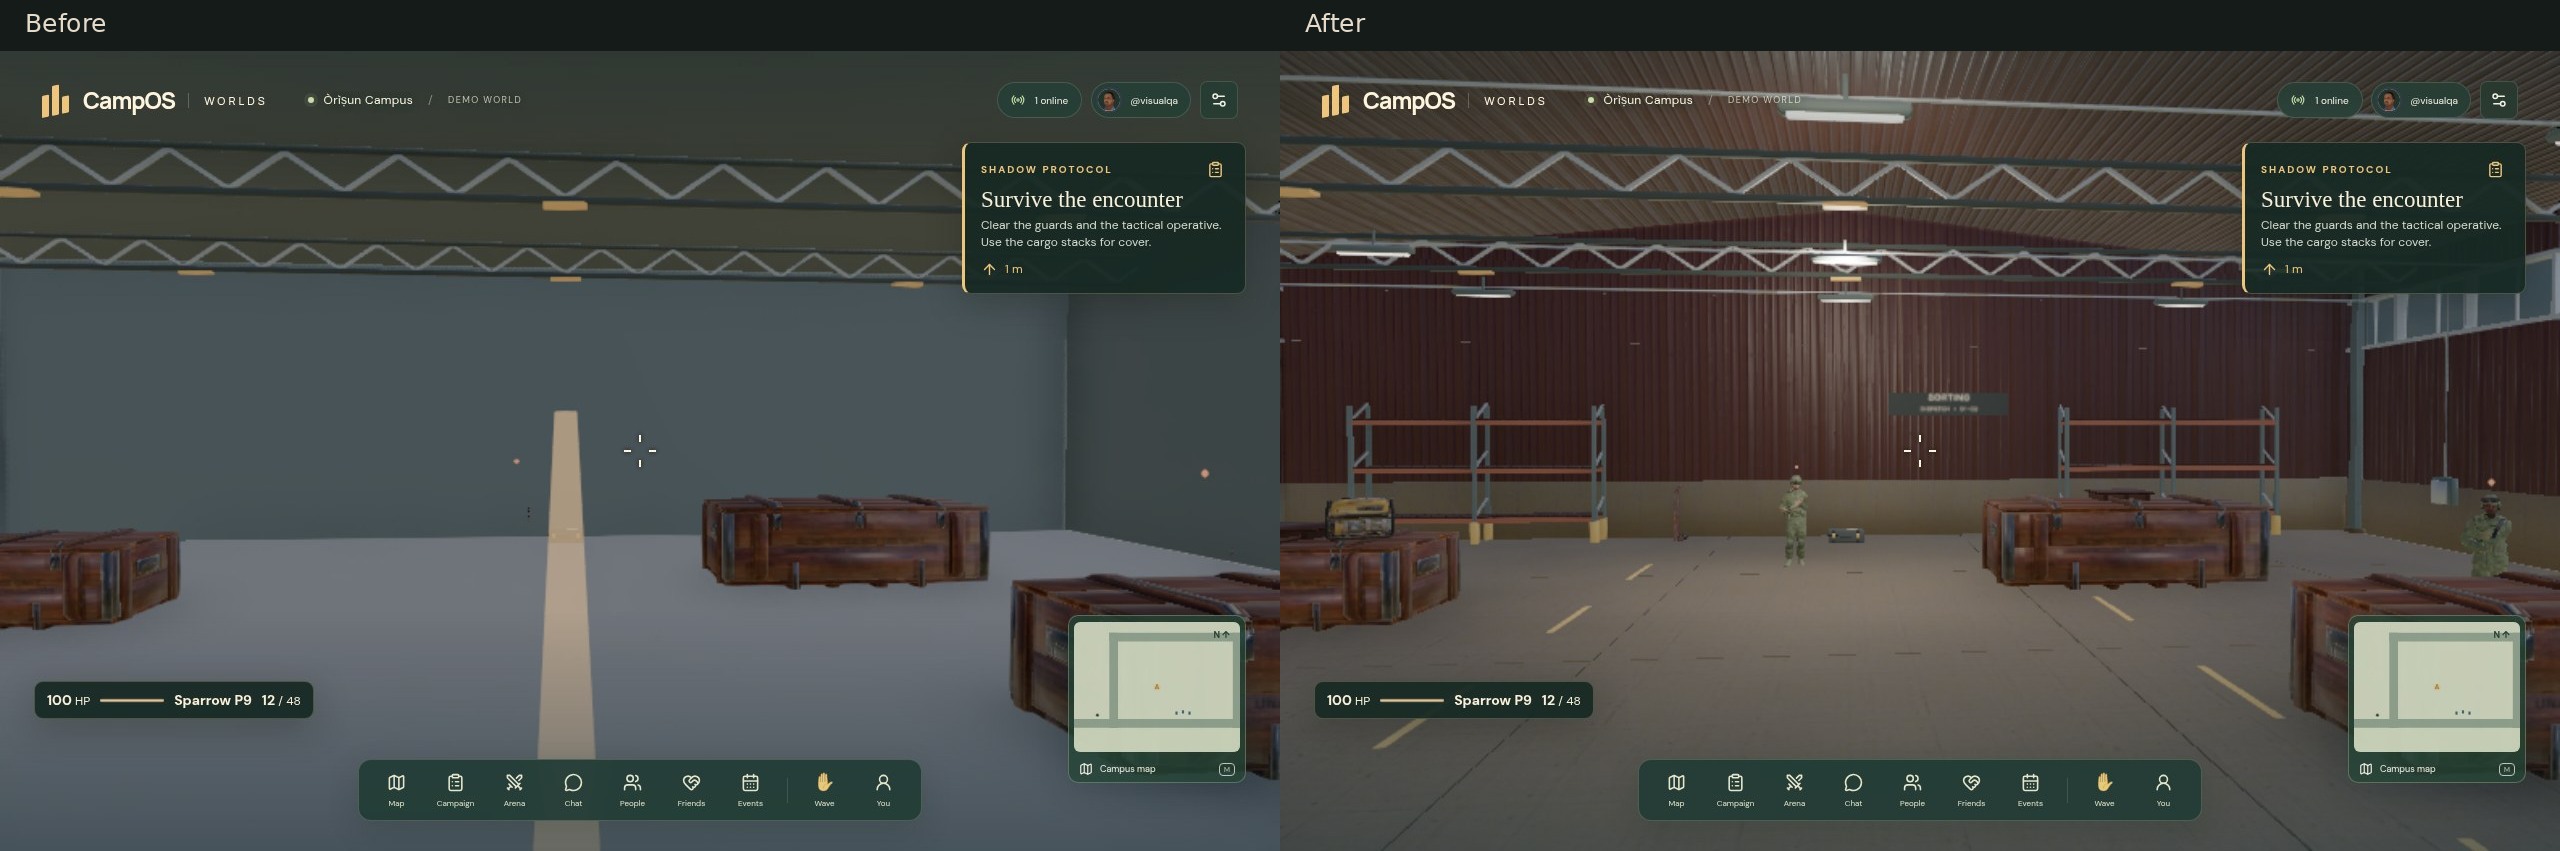 Before
CampOS WORLDS Òrìṣun Campus / DEMO WORLD
1 online @visualqa
SHADOW PROTOCOL
Survive the encounter
Clear the guards and the tactical operative.
Use the cargo stacks for cover.
1 m
100 HP Sparrow P9 12 / 48
N
Campus map M
Map Campaign Arena Chat People Friends Events Wave You
After
CampOS WORLDS Òrìṣun Campus / DEMO WORLD
1 online @visualqa
SHADOW PROTOCOL
Survive the encounter
Clear the guards and the tactical operative.
Use the cargo stacks for cover.
1 m
SORTING
100 HP Sparrow P9 12 / 48
N
Campus map M
Map Campaign Arena Chat People Friends Events Wave You